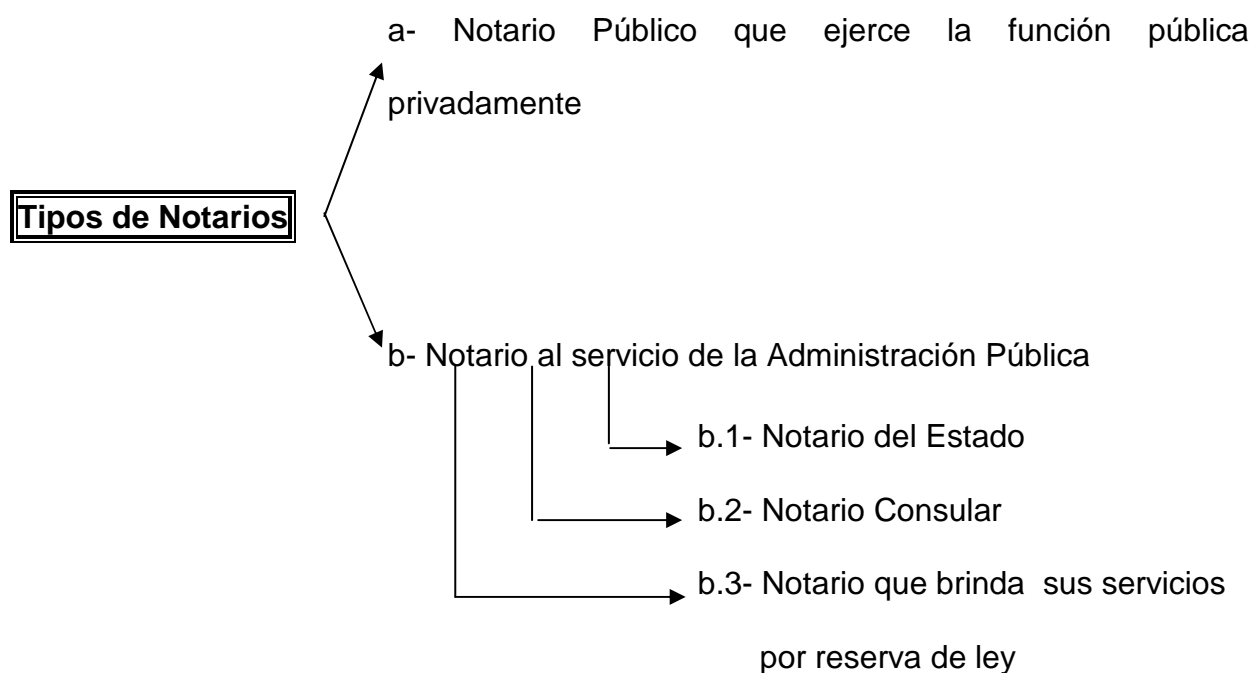 a- Notario Público que ejerce la función pública
privadamente
Tipos de Notarios
b- Notario al servicio de la Administración Pública
b.1- Notario del Estado
b.2- Notario Consular
b.3- Notario que brinda sus servicios
por reserva de ley